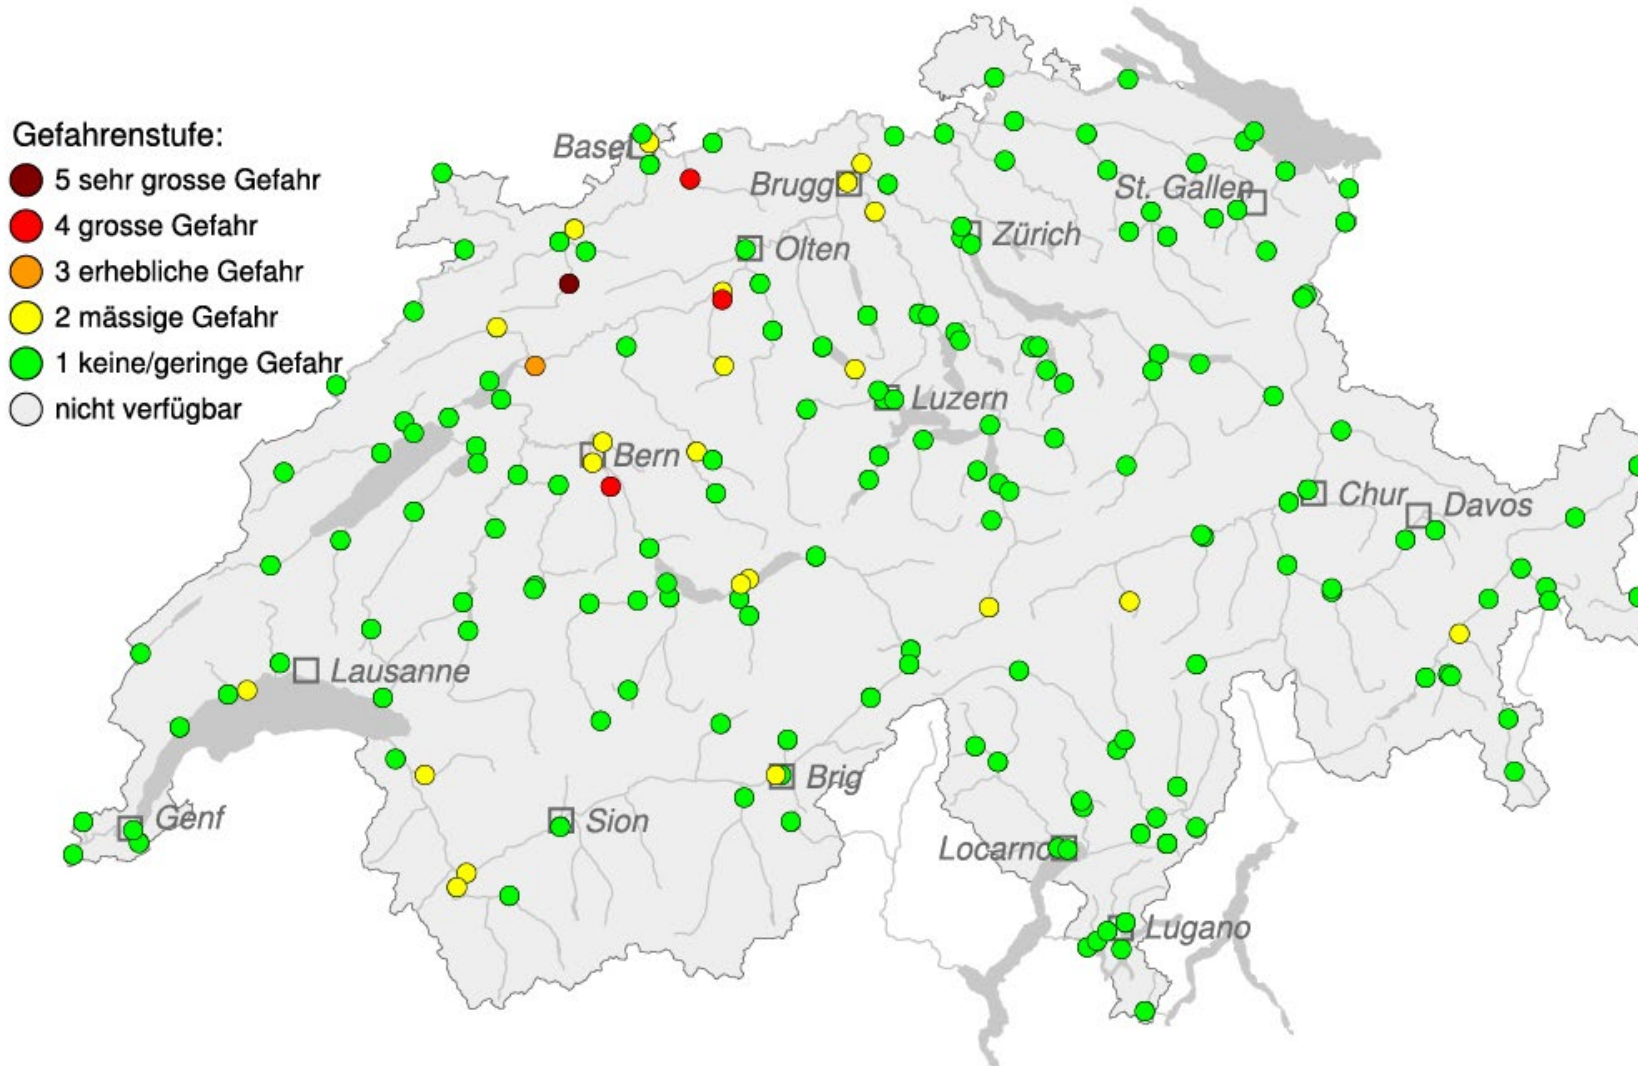 Gefahrenstufe:
5 sehr grosse Gefahr
4 grosse Gefahr
3 erhebliche Gefahr
2 mässige Gefahr
1 keine/geringe Gefahr
nicht verfügbar
Basel
Brugg
St. Gallen
Zürich
Olten
Luzern
Bern
Chur
Davos
Lausanne
Brig
Genf
Sion
Locarno
Lugano